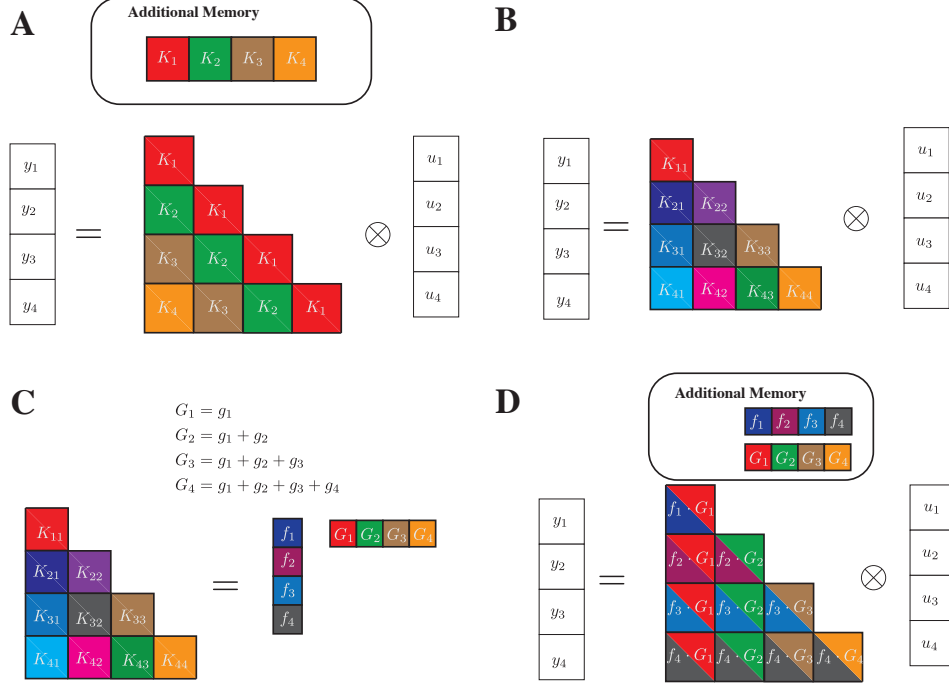 A
Additional Memory
K₁ K₂ K₃ K₄
y₁
y₂
y₃
y₄
=
K₁
K₂ K₁
K₃ K₂ K₁
K₄ K₃ K₂ K₁
⊗
u₁
u₂
u₃
u₄
B
y₁
y₂
y₃
y₄
=
K₁₁
K₂₁ K₂₂
K₃₁ K₃₂ K₃₃
K₄₁ K₄₂ K₄₃ K₄₄
⊗
u₁
u₂
u₃
u₄
C
G₁ = g₁
G₂ = g₁ + g₂
G₃ = g₁ + g₂ + g₃
G₄ = g₁ + g₂ + g₃ + g₄
K₁₁
K₂₁ K₂₂
K₃₁ K₃₂ K₃₃
K₄₁ K₄₂ K₄₃ K₄₄
=
f₁
f₂
f₃
f₄
G₁ G₂ G₃ G₄
D
Additional Memory
f₁ f₂ f₃ f₄
G₁ G₂ G₃ G₄
y₁
y₂
y₃
y₄
=
f₁ · G₁
f₂ · G₁ f₂ · G₂
f₃ · G₁ f₃ · G₂ f₃ · G₃
f₄ · G₁ f₄ · G₂ f₄ · G₃ f₄ · G₄
⊗
u₁
u₂
u₃
u₄